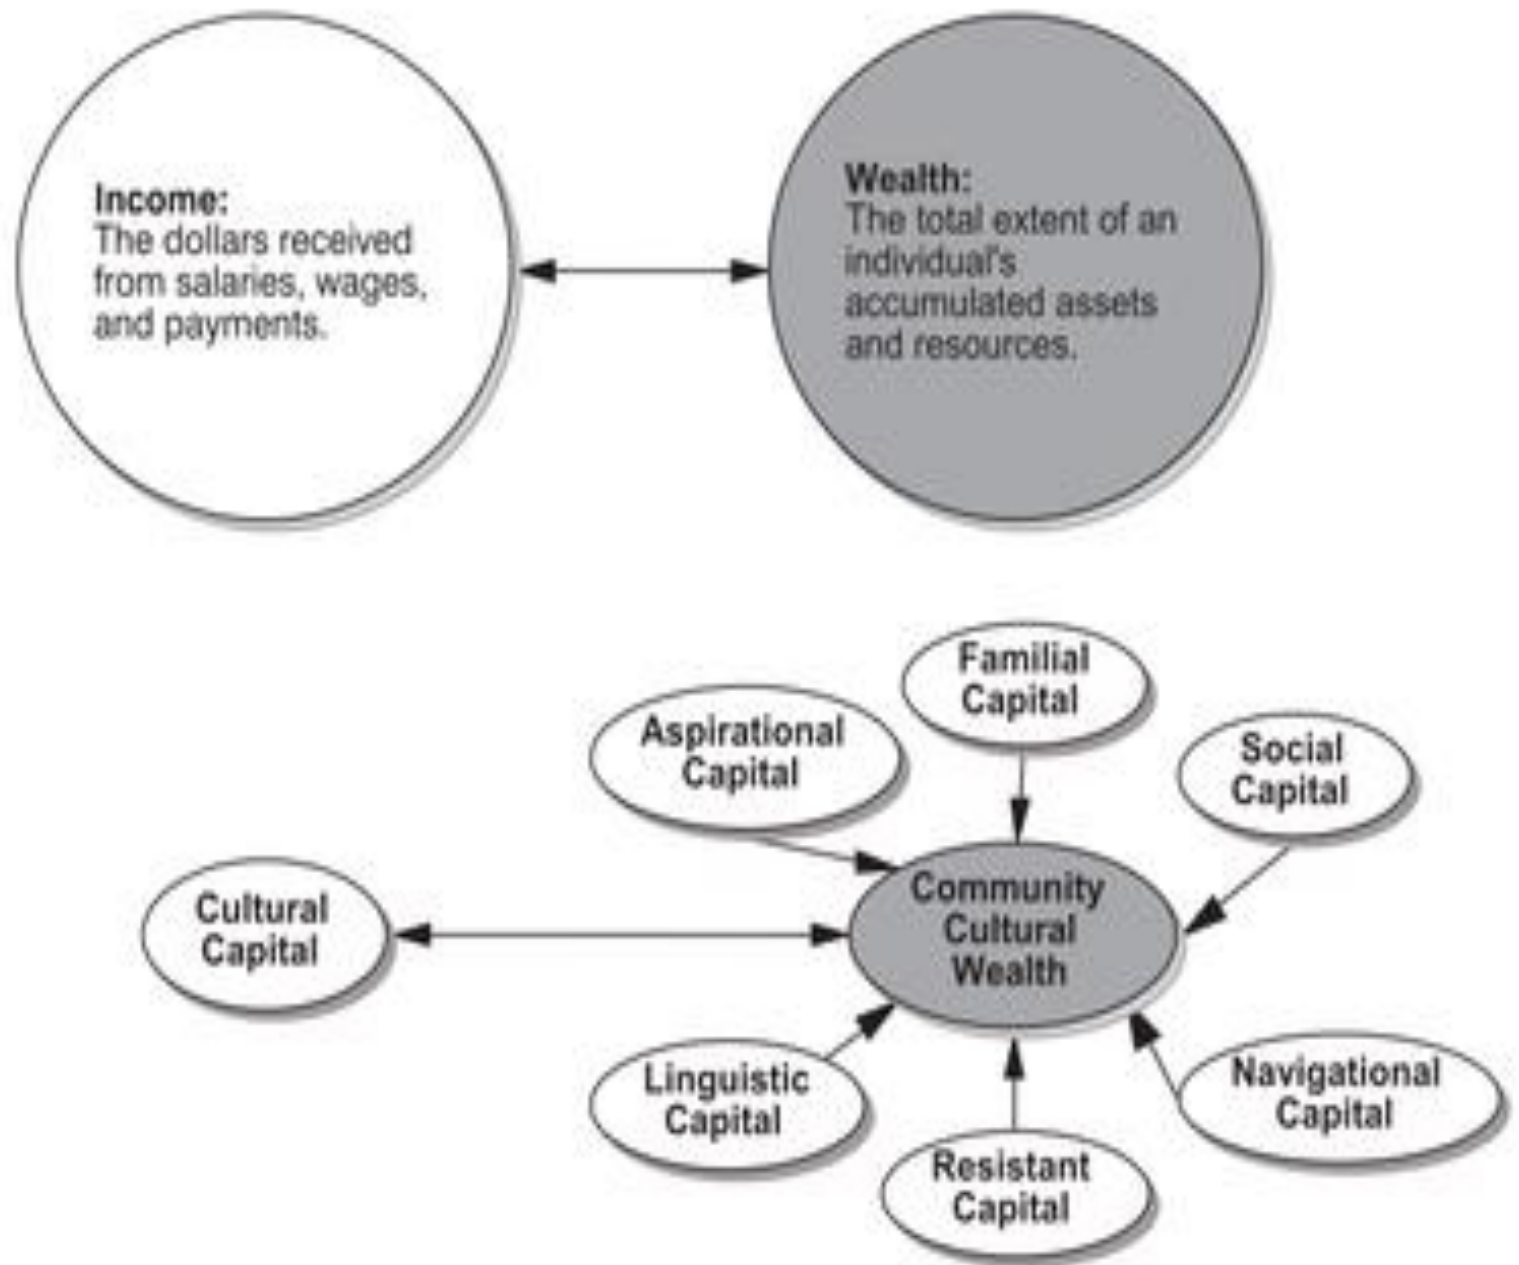 Income:
The dollars received
from salaries, wages,
and payments.
Wealth:
The total extent of an
individual's
accumulated assets
and resources.
Familial
Capital
Aspirational
Capital
Social
Capital
Cultural
Capital
Community
Cultural
Wealth
Linguistic
Capital
Navigational
Capital
Resistant
Capital